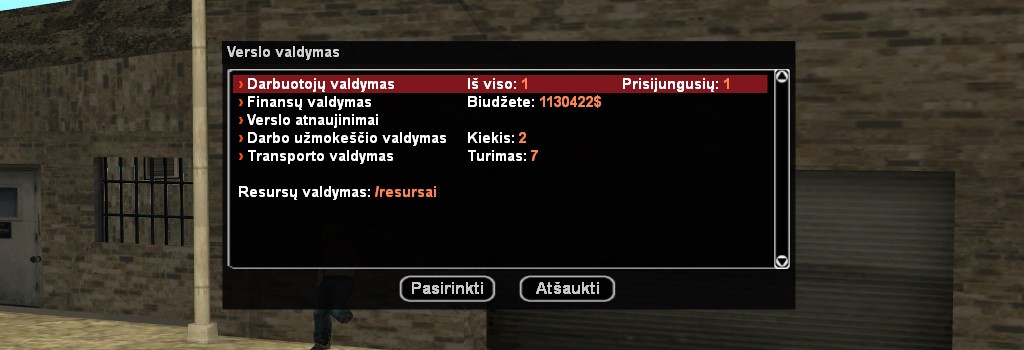 Verslo valdymas
› Darbuotojų valdymas Iš viso: 1 Prisijungusių: 1
› Finansų valdymas Biudžete: 1130422$
› Verslo atnaujinimai
› Darbo užmokeščio valdymas Kiekis: 2
› Transporto valdymas Turimas: 7
Resursų valdymas: /resursai
Pasirinkti Atšaukti